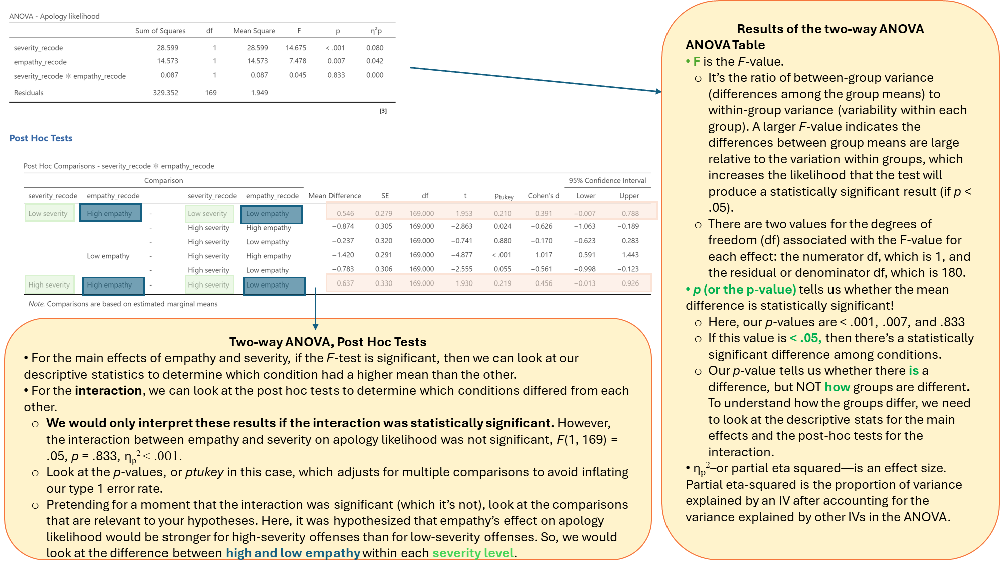 ANOVA - Apology likelihood
Sum of Squares df Mean Square F p η²p
severity_recode 28.599 1 28.599 14.675 < .001 0.080
empathy_recode 14.573 1 14.573 7.478 0.007 0.042
severity_recode ✻ empathy_recode 0.087 1 0.087 0.045 0.833 0.000
Residuals 329.352 169 1.949
[3]
Post Hoc Tests
Post Hoc Comparisons - severity_recode ✻ empathy_recode
Comparison 95% Confidence Interval
severity_recode empathy_recode severity_recode empathy_recode Mean Difference SE df t ptukey Cohen's d Lower Upper
Low severity High empathy - Low severity Low empathy 0.546 0.279 169.000 1.953 0.210 0.391 −0.007 0.788
- High severity High empathy −0.874 0.305 169.000 −2.863 0.024 −0.626 −1.063 −0.189
- High severity Low empathy −0.237 0.320 169.000 −0.741 0.880 −0.170 −0.623 0.283
Low empathy - High severity High empathy −1.420 0.291 169.000 −4.877 < .001 1.017 0.591 1.443
- High severity Low empathy −0.783 0.306 169.000 −2.555 0.055 −0.561 −0.998 −0.123
High severity High empathy - High severity Low empathy 0.637 0.330 169.000 1.930 0.219 0.456 −0.013 0.926
Note. Comparisons are based on estimated marginal means
Two-way ANOVA, Post Hoc Tests
• For the main effects of empathy and severity, if the F-test is significant, then we can look at our
descriptive statistics to determine which condition had a higher mean than the other.
• For the interaction, we can look at the post hoc tests to determine which conditions differed from each
other.
o We would only interpret these results if the interaction was statistically significant. However,
the interaction between empathy and severity on apology likelihood was not significant, F(1, 169) =
.05, p = .833, ηp² < .001.
o Look at the p-values, or ptukey in this case, which adjusts for multiple comparisons to avoid inflating
our type 1 error rate.
o Pretending for a moment that the interaction was significant (which it’s not), look at the comparisons
that are relevant to your hypotheses. Here, it was hypothesized that empathy’s effect on apology
likelihood would be stronger for high-severity offenses than for low-severity offenses. So, we would
look at the difference between high and low empathy within each severity level.
Results of the two-way ANOVA
ANOVA Table
• F is the F-value.
o It’s the ratio of between-group variance
(differences among the group means) to
within-group variance (variability within each
group). A larger F-value indicates the
differences between group means are large
relative to the variation within groups, which
increases the likelihood that the test will
produce a statistically significant result (if p <
.05).
o There are two values for the degrees of
freedom (df) associated with the F-value for
each effect: the numerator df, which is 1, and
the residual or denominator df, which is 180.
• p (or the p-value) tells us whether the mean
difference is statistically significant!
o Here, our p-values are < .001, .007, and .833
o If this value is < .05, then there’s a statistically
significant difference among conditions.
o Our p-value tells us whether there is a
difference, but NOT how groups are different.
To understand how the groups differ, we need
to look at the descriptive stats for the main
effects and the post-hoc tests for the
interaction.
• ηp²–or partial eta squared—is an effect size.
Partial eta-squared is the proportion of variance
explained by an IV after accounting for the
variance explained by other IVs in the ANOVA.